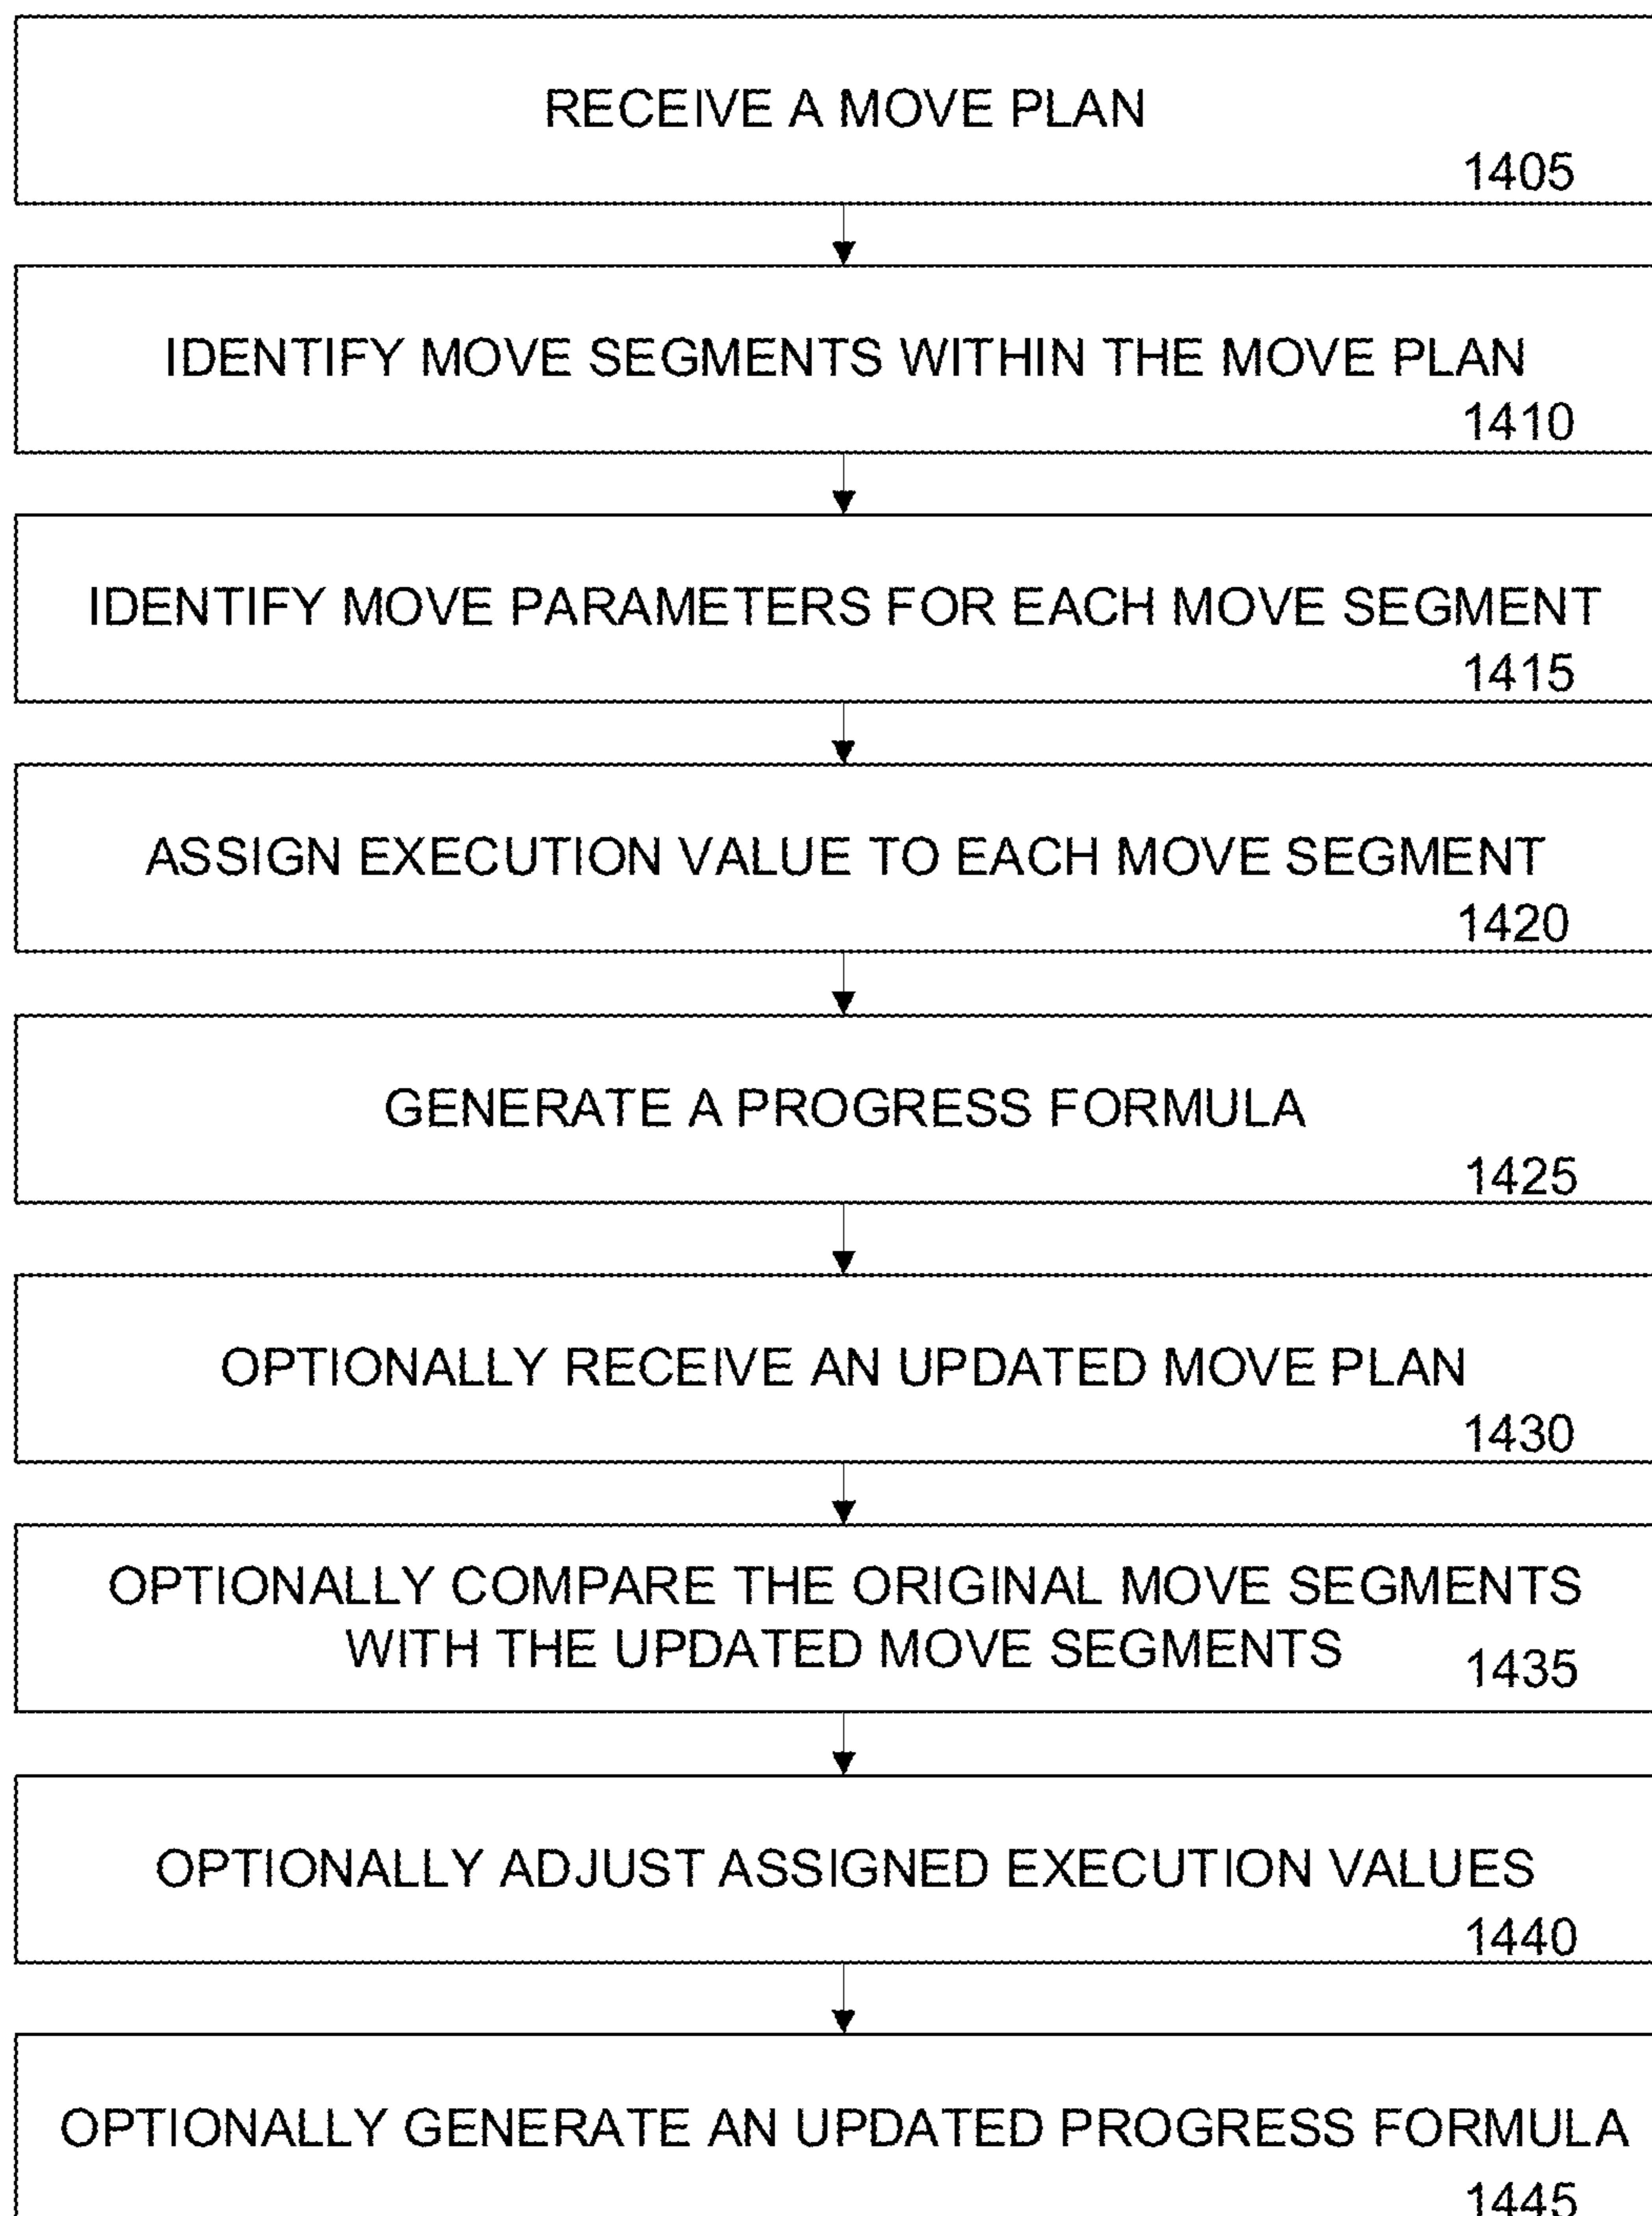 RECEIVE A MOVE PLAN
1405
IDENTIFY MOVE SEGMENTS WITHIN THE MOVE PLAN
1410
IDENTIFY MOVE PARAMETERS FOR EACH MOVE SEGMENT
1415
ASSIGN EXECUTION VALUE TO EACH MOVE SEGMENT
1420
GENERATE A PROGRESS FORMULA
1425
OPTIONALLY RECEIVE AN UPDATED MOVE PLAN
1430
OPTIONALLY COMPARE THE ORIGINAL MOVE SEGMENTS
WITH THE UPDATED MOVE SEGMENTS 1435
OPTIONALLY ADJUST ASSIGNED EXECUTION VALUES
1440
OPTIONALLY GENERATE AN UPDATED PROGRESS FORMULA
1445